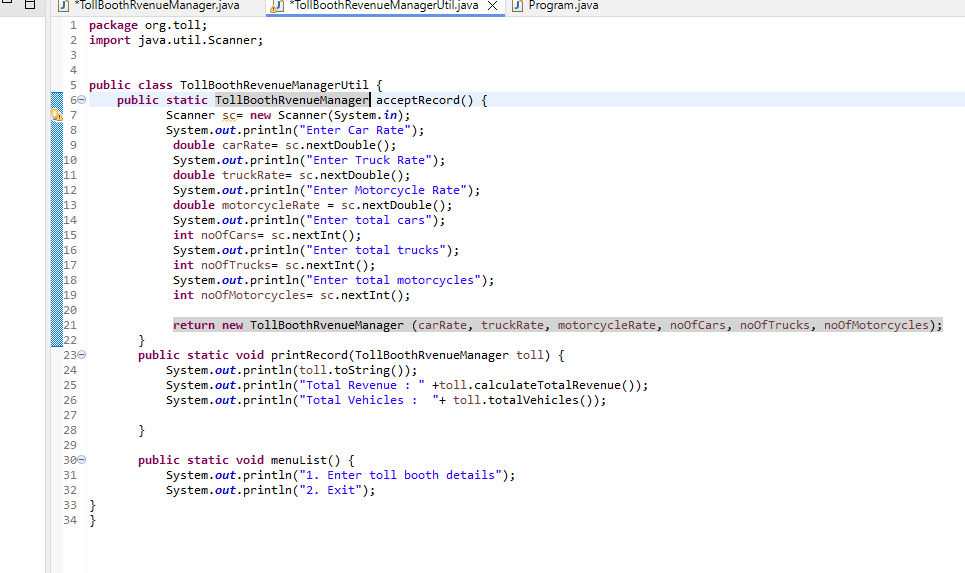 *TollBoothRvenueManager.java *TollBoothRevenueManagerUtil.java Program.java
1 package org.toll;
2 import java.util.Scanner;
3
4
5 public class TollBoothRevenueManagerUtil {
6 public static TollBoothRvenueManager acceptRecord() {
7 Scanner sc= new Scanner(System.in);
8 System.out.println("Enter Car Rate");
9 double carRate= sc.nextDouble();
10 System.out.println("Enter Truck Rate");
11 double truckRate= sc.nextDouble();
12 System.out.println("Enter Motorcycle Rate");
13 double motorcycleRate = sc.nextDouble();
14 System.out.println("Enter total cars");
15 int noOfCars= sc.nextInt();
16 System.out.println("Enter total trucks");
17 int noOfTrucks= sc.nextInt();
18 System.out.println("Enter total motorcycles");
19 int noOfMotorcycles= sc.nextInt();
20
21 return new TollBoothRvenueManager (carRate, truckRate, motorcycleRate, noOfCars, noOfTrucks, noOfMotorcycles);
22 }
23 public static void printRecord(TollBoothRvenueManager toll) {
24 System.out.println(toll.toString());
25 System.out.println("Total Revenue : " +toll.calculateTotalRevenue());
26 System.out.println("Total Vehicles :  "+ toll.totalVehicles());
27
28 }
29
30 public static void menuList() {
31 System.out.println("1. Enter toll booth details");
32 System.out.println("2. Exit");
33 }
34 }